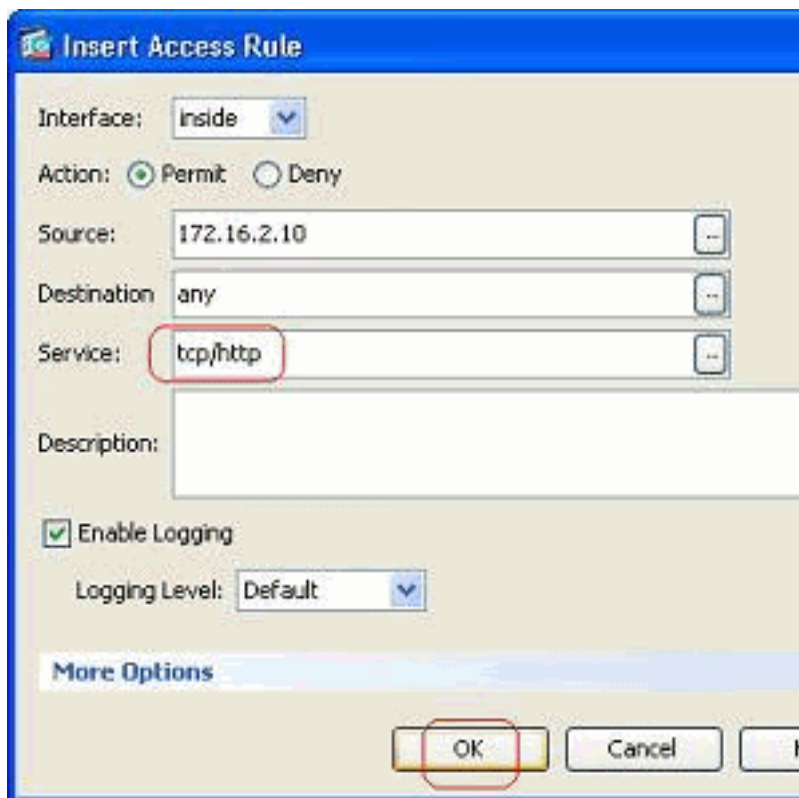 Insert Access Rule
Interface: inside
Action: Permit Deny
Source: 172.16.2.10 ...
Destination any ...
Service: tcp/http ...
Description:
Enable Logging
Logging Level: Default
More Options
OK Cancel